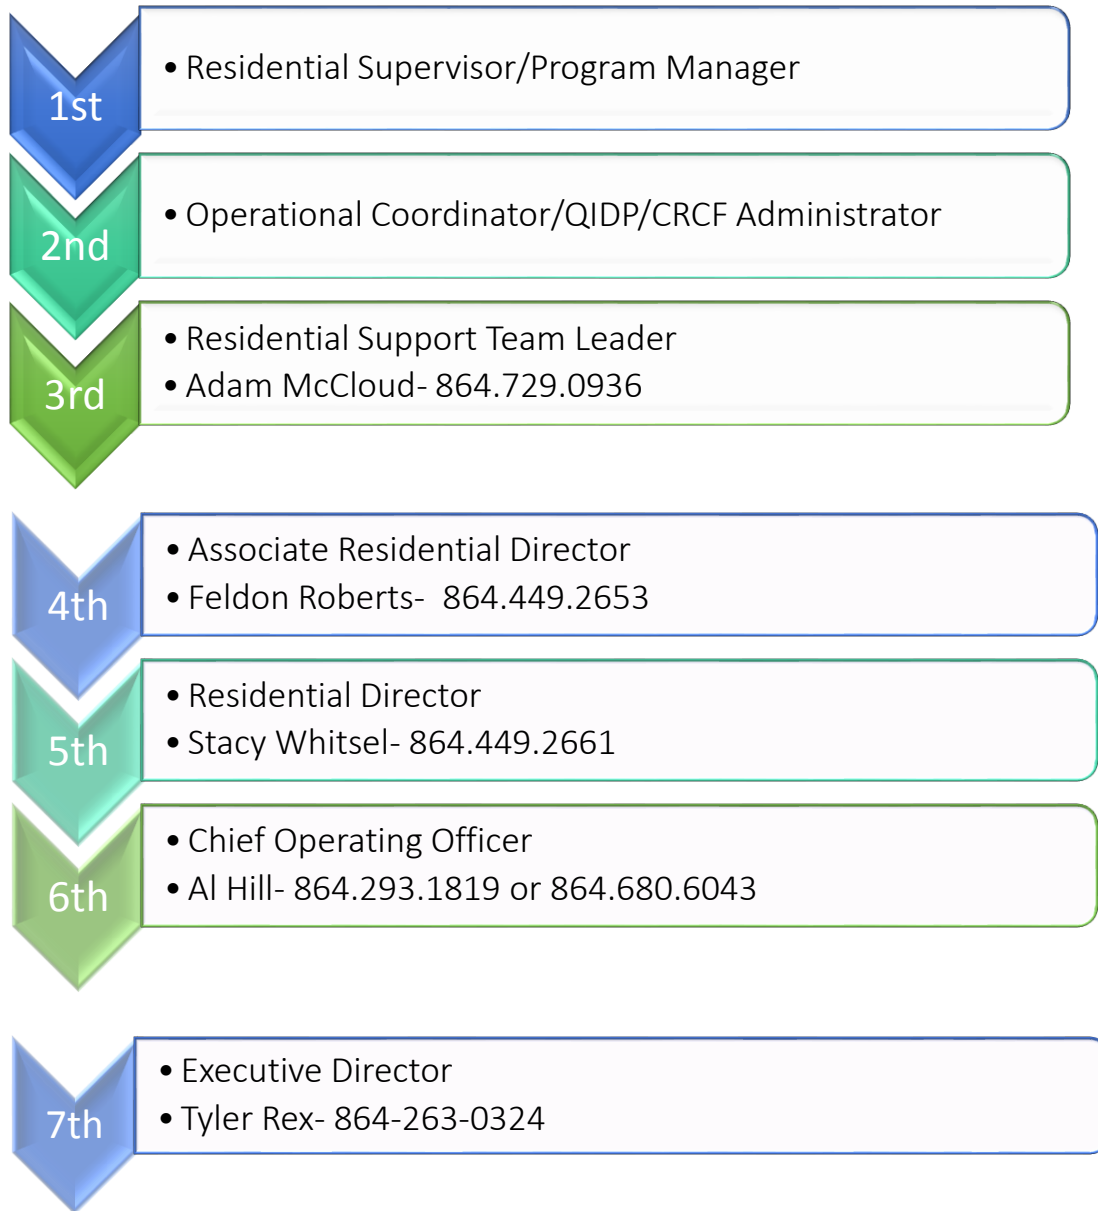 1st
• Residential Supervisor/Program Manager
2nd
• Operational Coordinator/QIDP/CRCF Administrator
3rd
• Residential Support Team Leader
• Adam McCloud- 864.729.0936
4th
• Associate Residential Director
• Feldon Roberts-  864.449.2653
5th
• Residential Director
• Stacy Whitsel- 864.449.2661
6th
• Chief Operating Officer
• Al Hill- 864.293.1819 or 864.680.6043
7th
• Executive Director
• Tyler Rex- 864-263-0324